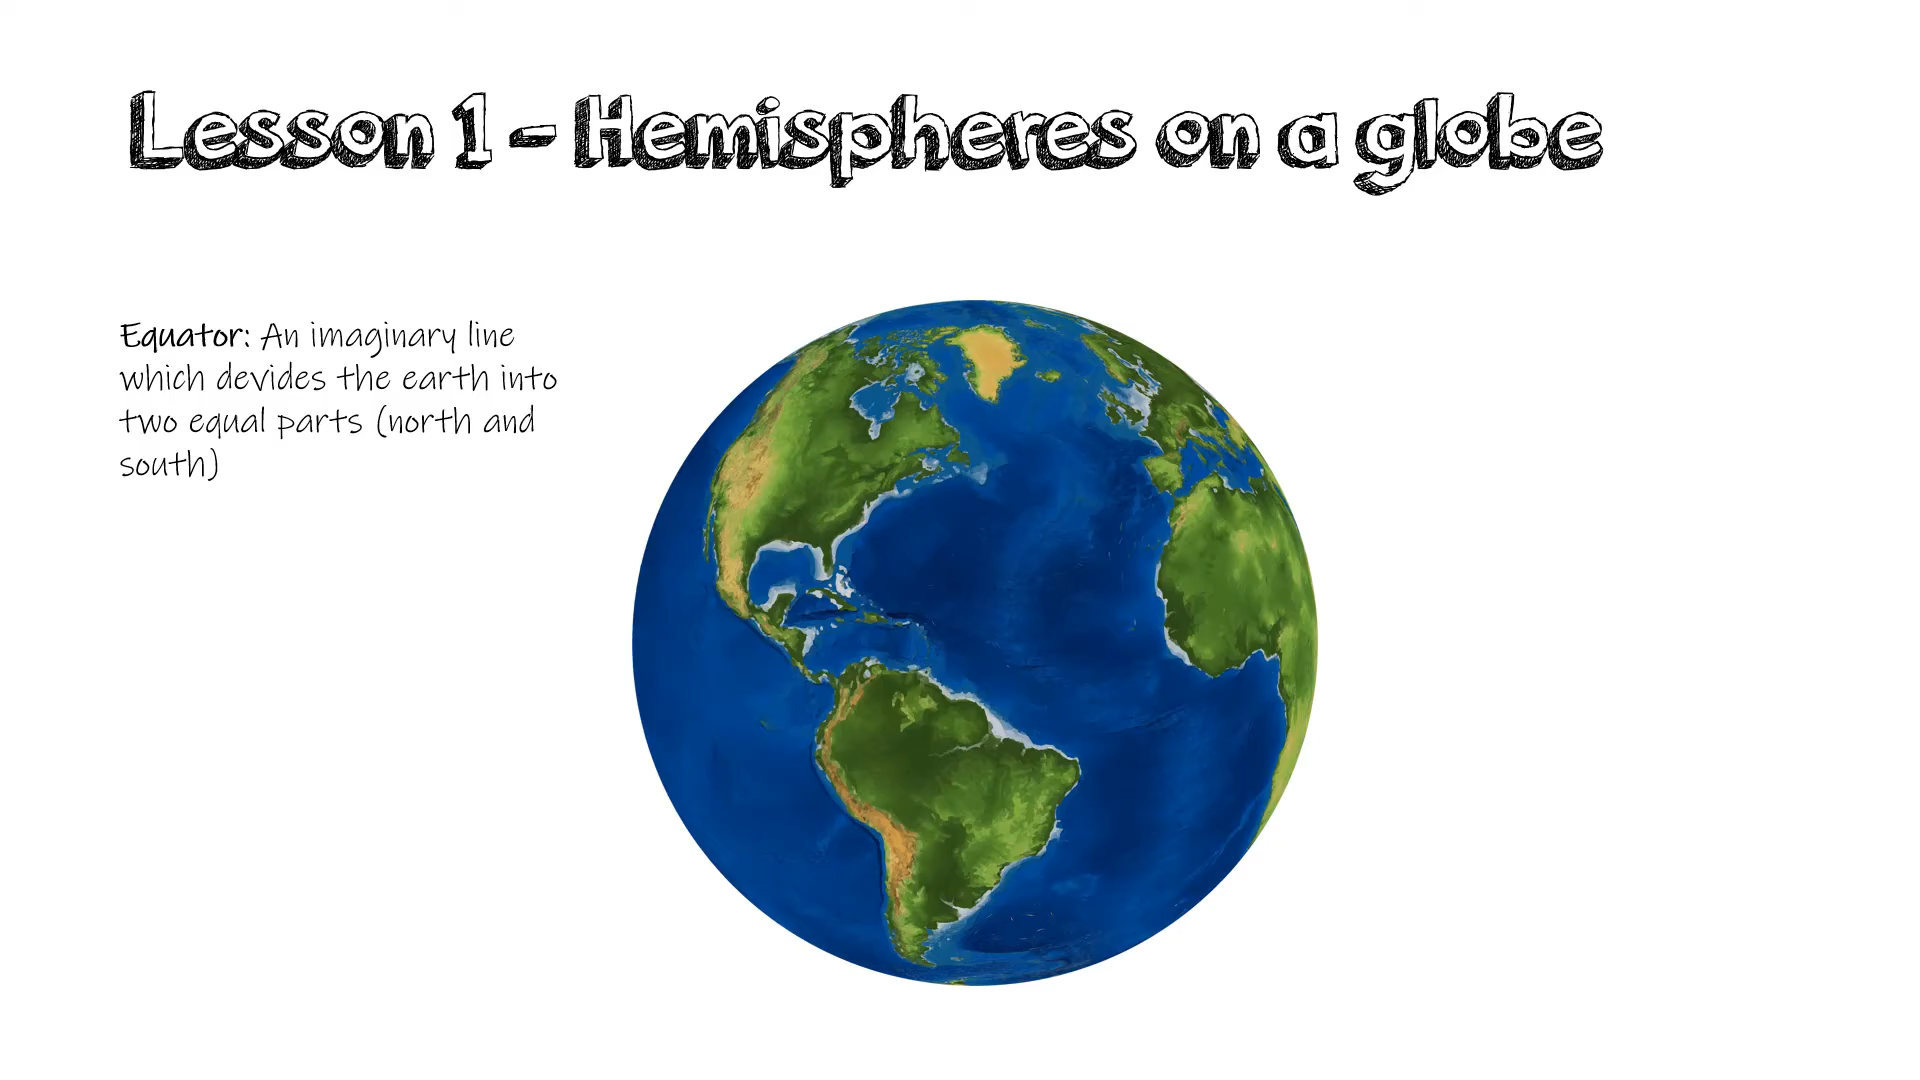 Lesson 1 - Hemispheres on a globe
Equator: An imaginary line
which devides the earth into
two equal parts (north and
south)